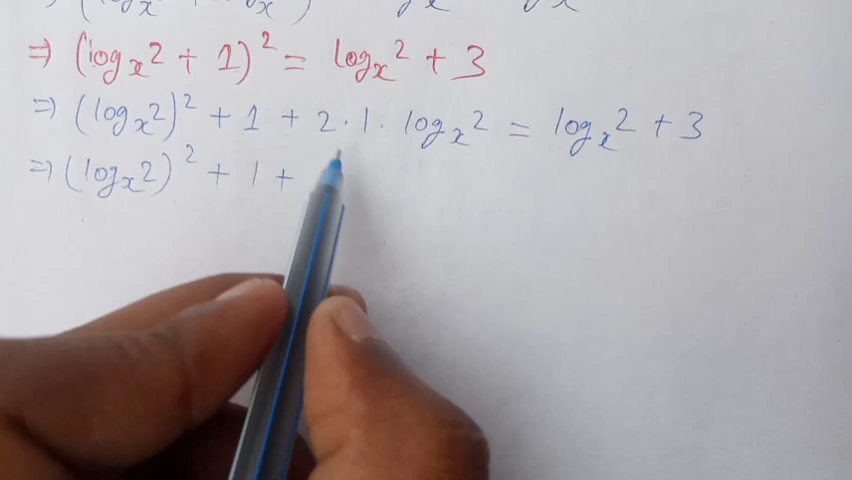 ⇒ (log_x 2 + 1)^2 = log_x 2 + 3
⇒ (log_x 2)^2 + 1 + 2 · 1 · log_x 2 = log_x 2 + 3
⇒ (log_x 2)^2 + 1 +